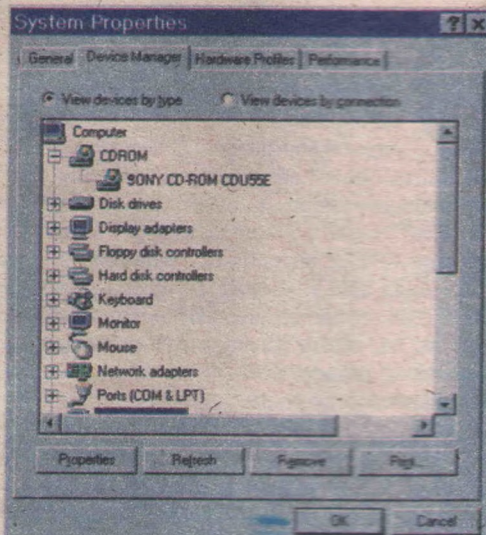 System Properties
General Device Manager Hardware Profiles Performance
View devices by type View devices by connection
Computer
CDROM
SONY CD-ROM CDU55E
Disk drives
Display adapters
Floppy disk controllers
Hard disk controllers
Keyboard
Monitor
Mouse
Network adapters
Ports (COM & LPT)
Properties Refresh Remove Print...
OK Cancel